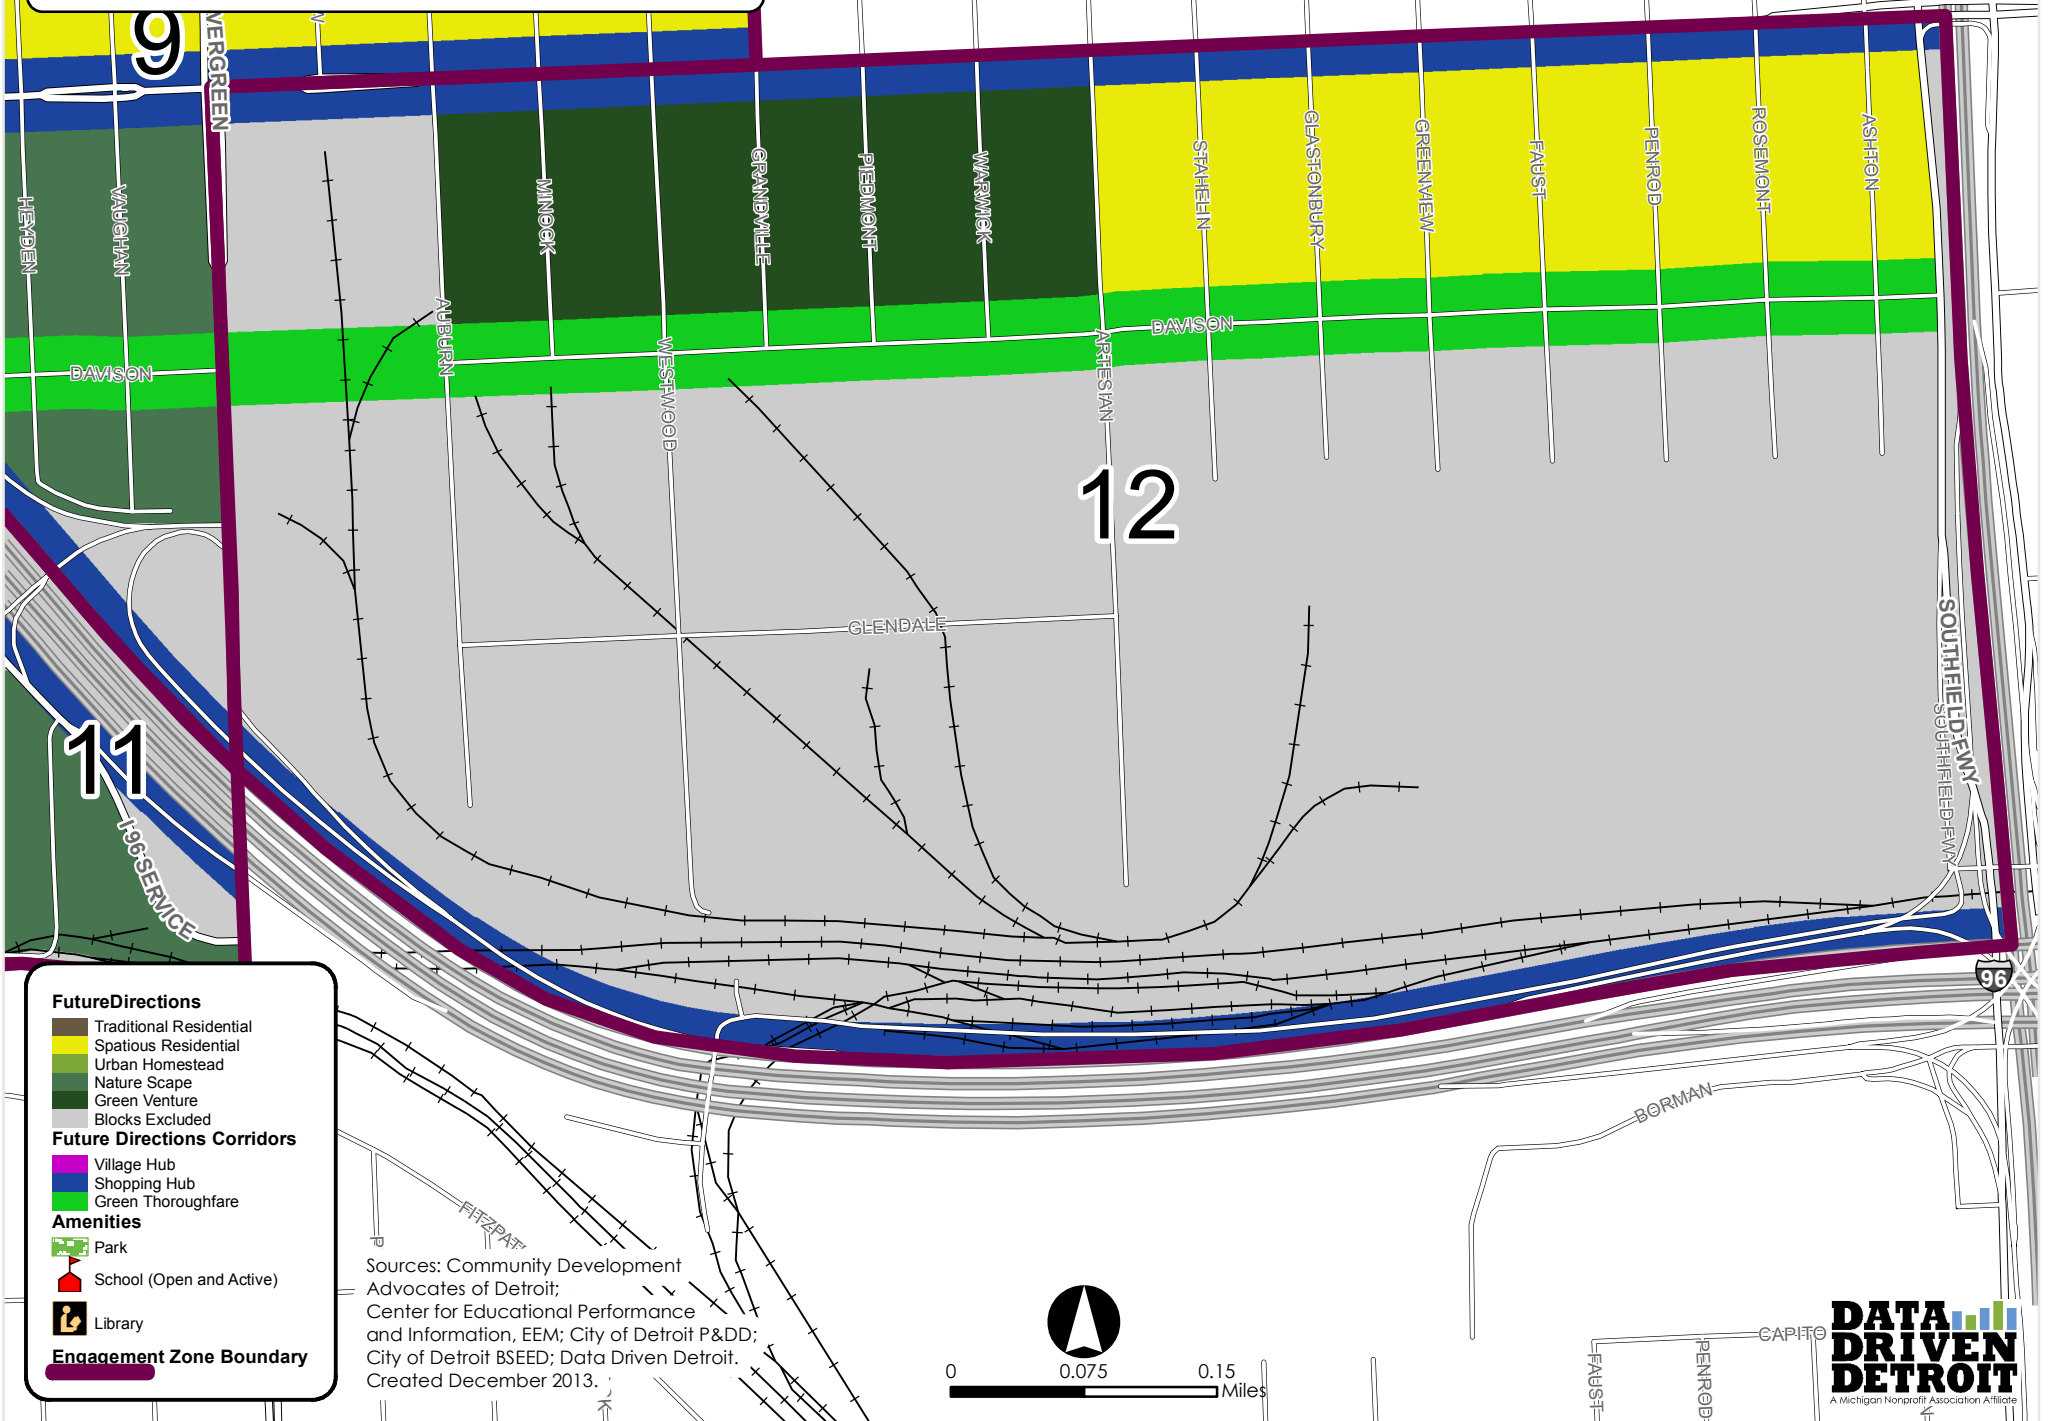 9
EVERGREEN
HEYDEN
VAUGHAN
MINOCK
GRANDVILLE
PIEDMONT
WARWICK
STAHELIN
GLASTONBURY
GREENVIEW
FAUST
PENROD
ROSEMONT
ASHTON
AUBURN
WESTWOOD
ARTESIAN
DAVISON
DAVISON
12
GLENDALE
SOUTHFIELD FWY
SOUTHFIELD FWY
11
I-96 SERVICE
96
BORMAN
FutureDirections
Traditional Residential
Spatious Residential
Urban Homestead
Nature Scape
Green Venture
Blocks Excluded
Future Directions Corridors
Village Hub
Shopping Hub
Green Thoroughfare
Amenities
Park
School (Open and Active)
Library
Engagement Zone Boundary
FITZPAT
Sources: Community Development
Advocates of Detroit;
Center for Educational Performance
and Information, EEM; City of Detroit P&DD;
City of Detroit BSEED; Data Driven Detroit.
Created December 2013.
0 0.075 0.15
Miles
CAPITO
FAUST
PENROD
DATA
DRIVEN
DETROIT
A Michigan Nonprofit Association Affiliate